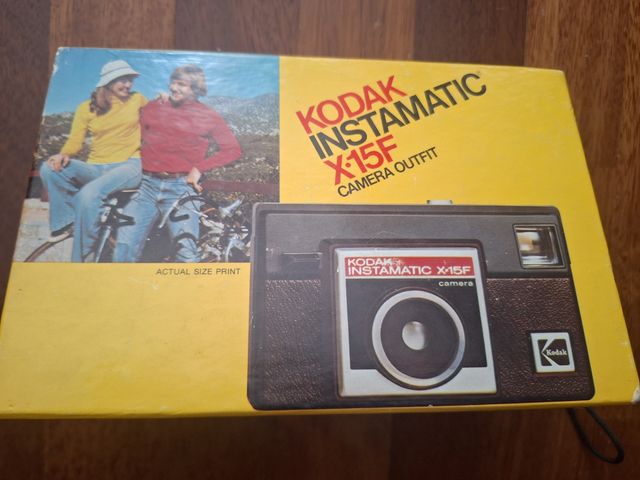 KODAK
INSTAMATIC®
X-15F
CAMERA OUTFIT
ACTUAL SIZE PRINT
KODAK
INSTAMATIC X-15F
camera
Kodak